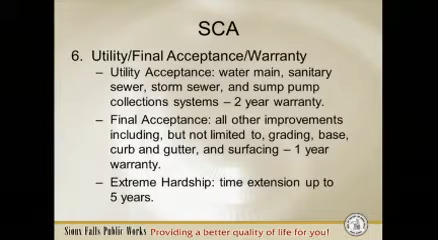 SCA
6. Utility/Final Acceptance/Warranty
– Utility Acceptance: water main, sanitary
sewer, storm sewer, and sump pump
collections systems – 2 year warranty.
– Final Acceptance: all other improvements
including, but not limited to, grading, base,
curb and gutter, and surfacing – 1 year
warranty.
– Extreme Hardship: time extension up to
5 years.
Sioux Falls Public Works Providing a better quality of life for you!